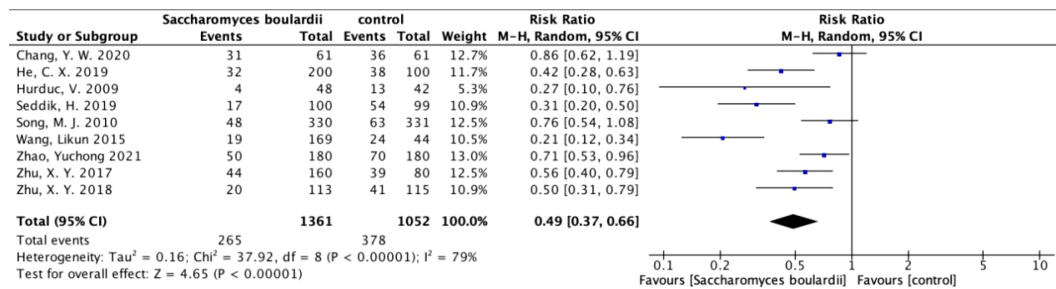 Saccharomyces boulardii control Risk Ratio Risk Ratio
Study or Subgroup Events Total Events Total Weight M-H, Random, 95% CI M-H, Random, 95% CI
Chang, Y. W. 2020 31 61 36 61 12.7% 0.86 [0.62, 1.19]
He, C. X. 2019 32 200 38 100 11.7% 0.42 [0.28, 0.63]
Hurduc, V. 2009 4 48 13 42 5.3% 0.27 [0.10, 0.76]
Seddik, H. 2019 17 100 54 99 10.9% 0.31 [0.20, 0.50]
Song, M. J. 2010 48 330 63 331 12.5% 0.76 [0.54, 1.08]
Wang, Likun 2015 19 169 24 44 10.5% 0.21 [0.12, 0.34]
Zhao, Yuchong 2021 50 180 70 180 13.0% 0.71 [0.53, 0.96]
Zhu, X. Y. 2017 44 160 39 80 12.5% 0.56 [0.40, 0.79]
Zhu, X. Y. 2018 20 113 41 115 10.9% 0.50 [0.31, 0.79]
Total (95% CI) 1361 1052 100.0% 0.49 [0.37, 0.66]
Total events 265 378
Heterogeneity: Tau² = 0.16; Chi² = 37.92, df = 8 (P < 0.00001); I² = 79%
Test for overall effect: Z = 4.65 (P < 0.00001)
0.1 0.2 0.5 1 2 5 10
Favours [Saccharomyces boulardii] Favours [control]